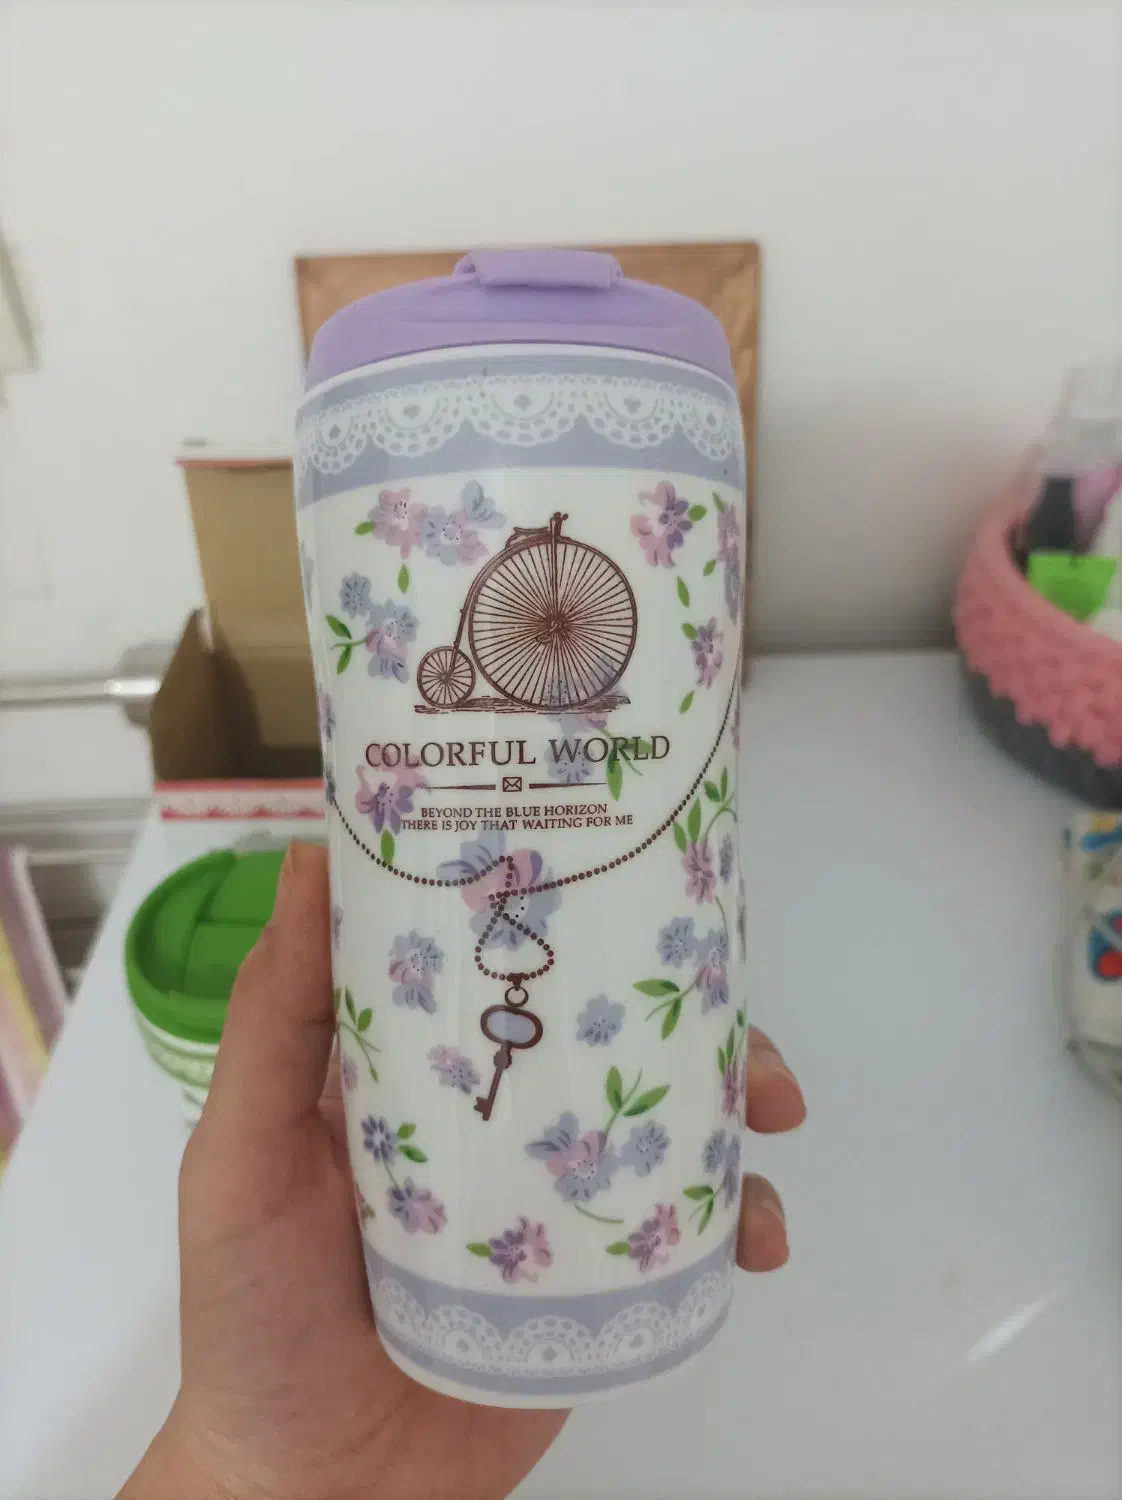 COLORFUL WORLD
BEYOND THE BLUE HORIZON
THERE IS JOY THAT WAITING FOR ME